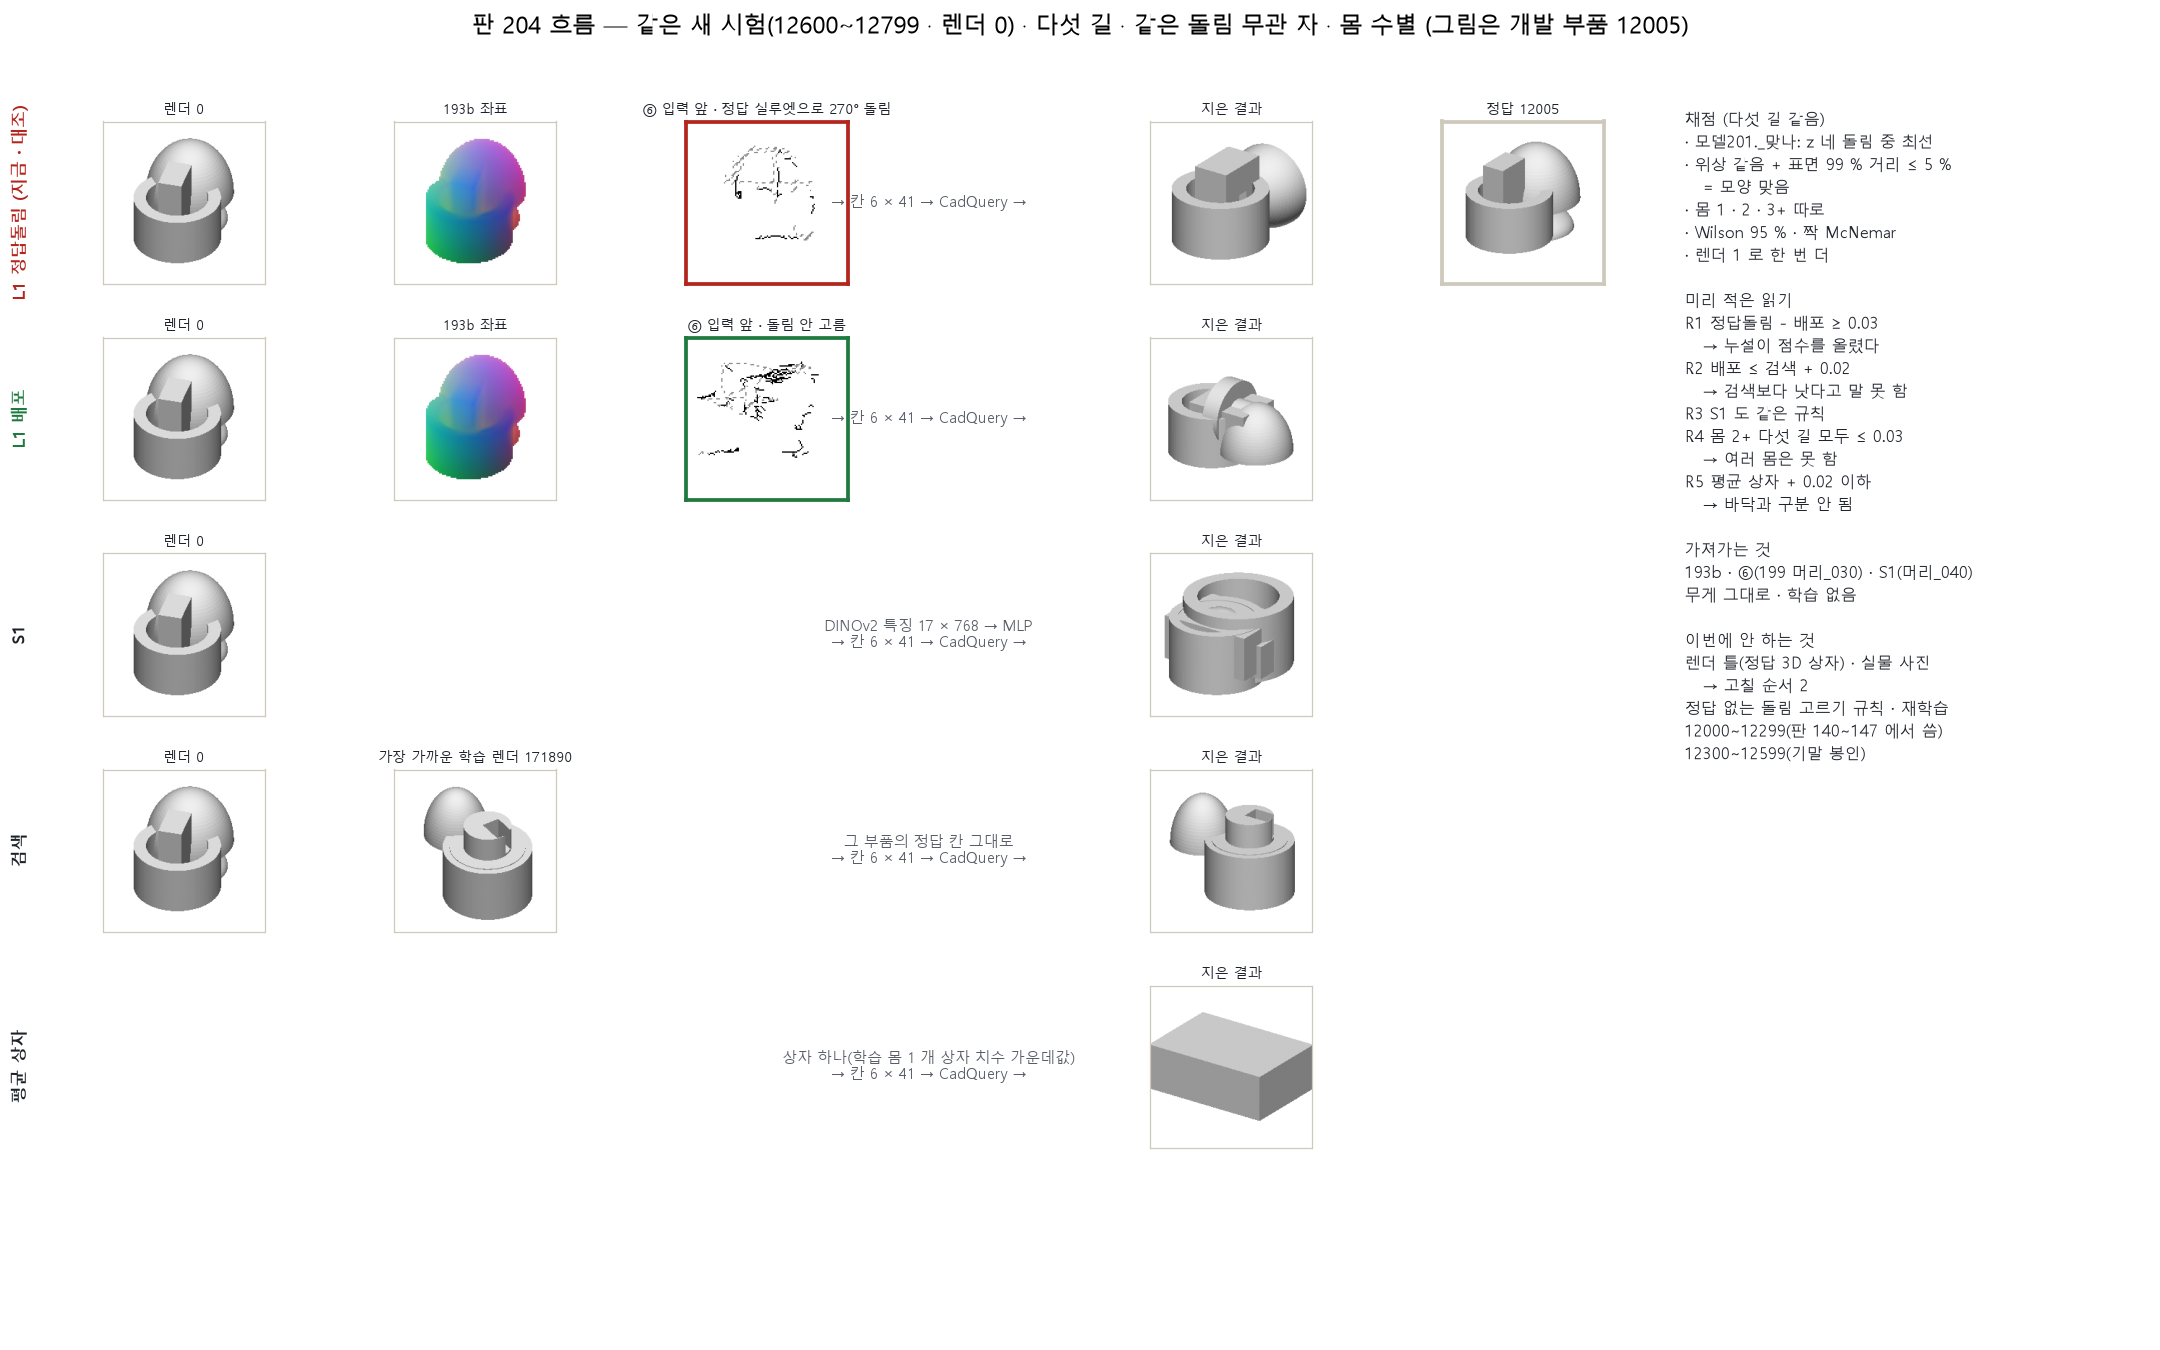 판 204 흐름 — 같은 새 시험(12600~12799 · 렌더 0) · 다섯 길 · 같은 돌림 무관 자 · 몸 수별 (그림은 개발 부품 12005)
L1 정답돌림 (지금 · 대조)
렌더 0
193b 좌표
⑥ 입력 앞 · 정답 실루엣으로 270° 돌림
→ 칸 6 × 41 → CadQuery →
지은 결과
정답 12005
L1 배포
렌더 0
193b 좌표
⑥ 입력 앞 · 돌림 안 고름
→ 칸 6 × 41 → CadQuery →
지은 결과
S1
렌더 0
DINOv2 특징 17 × 768 → MLP
→ 칸 6 × 41 → CadQuery →
지은 결과
검색
렌더 0
가장 가까운 학습 렌더 171890
그 부품의 정답 칸 그대로
→ 칸 6 × 41 → CadQuery →
지은 결과
평균 상자
상자 하나(학습 몸 1 개 상자 치수 가운데값)
→ 칸 6 × 41 → CadQuery →
지은 결과
채점 (다섯 길 같음)
· 모델201._맞나: z 네 돌림 중 최선
· 위상 같음 + 표면 99 % 거리 ≤ 5 %
= 모양 맞음
· 몸 1 · 2 · 3+ 따로
· Wilson 95 % · 짝 McNemar
· 렌더 1 로 한 번 더
미리 적은 읽기
R1 정답돌림 - 배포 ≥ 0.03
→ 누설이 점수를 올렸다
R2 배포 ≤ 검색 + 0.02
→ 검색보다 낫다고 말 못 함
R3 S1 도 같은 규칙
R4 몸 2+ 다섯 길 모두 ≤ 0.03
→ 여러 몸은 못 함
R5 평균 상자 + 0.02 이하
→ 바닥과 구분 안 됨
가져가는 것
193b · ⑥(199 머리_030) · S1(머리_040)
무게 그대로 · 학습 없음
이번에 안 하는 것
렌더 틀(정답 3D 상자) · 실물 사진
→ 고칠 순서 2
정답 없는 돌림 고르기 규칙 · 재학습
12000~12299(판 140~147 에서 씀)
12300~12599(기말 봉인)